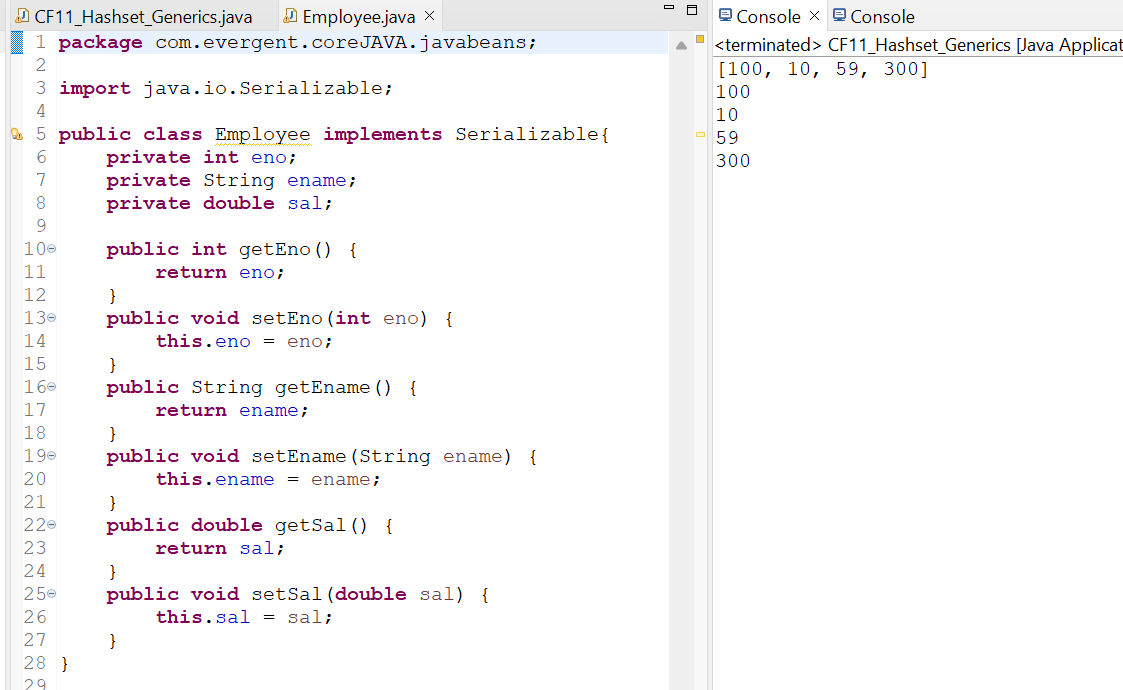 CF11_Hashset_Generics.java Employee.java
1 package com.evergent.coreJAVA.javabeans;
2
3 import java.io.Serializable;
4
5 public class Employee implements Serializable{
6     private int eno;
7     private String ename;
8     private double sal;
9
10     public int getEno() {
11         return eno;
12     }
13     public void setEno(int eno) {
14         this.eno = eno;
15     }
16     public String getEname() {
17         return ename;
18     }
19     public void setEname(String ename) {
20         this.ename = ename;
21     }
22     public double getSal() {
23         return sal;
24     }
25     public void setSal(double sal) {
26         this.sal = sal;
27     }
28 }
29
Console Console
<terminated> CF11_Hashset_Generics [Java Applicat
[100, 10, 59, 300]
100
10
59
300